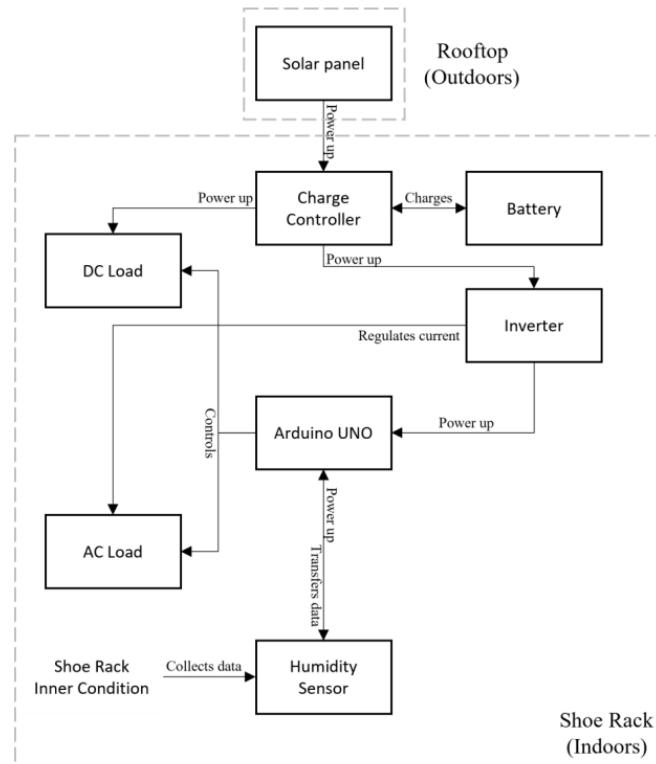 Solar panel
Rooftop
(Outdoors)
Power up
Power up
Charge
Controller
Charges
Battery
Power up
DC Load
Inverter
Regulates current
Controls
Arduino UNO
Power up
Power up
Transfers data
AC Load
Shoe Rack
Inner Condition
Collects data
Humidity
Sensor
Shoe Rack
(Indoors)